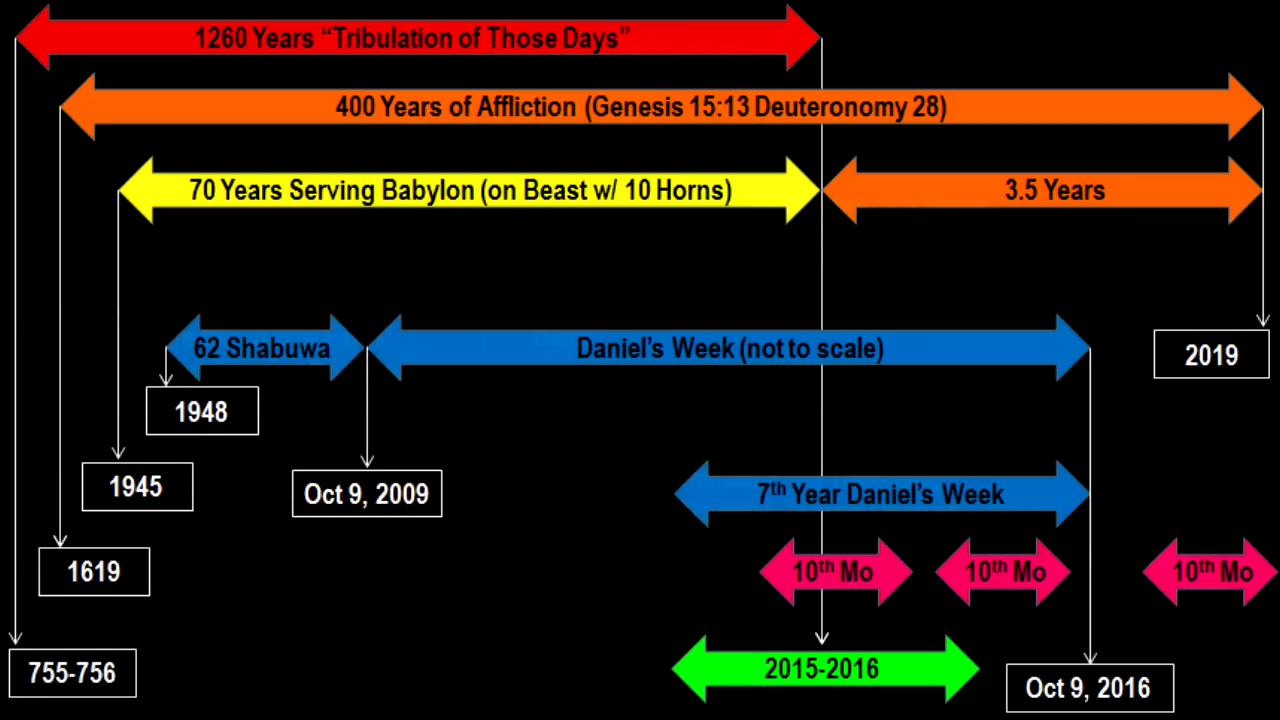 1260 Years “Tribulation of Those Days”
400 Years of Affliction (Genesis 15:13 Deuteronomy 28)
70 Years Serving Babylon (on Beast w/ 10 Horns)
3.5 Years
62 Shabuwa
Daniel’s Week (not to scale)
2019
1948
1945
Oct 9, 2009
7th Year Daniel’s Week
1619
10th Mo
10th Mo
10th Mo
755-756
2015-2016
Oct 9, 2016